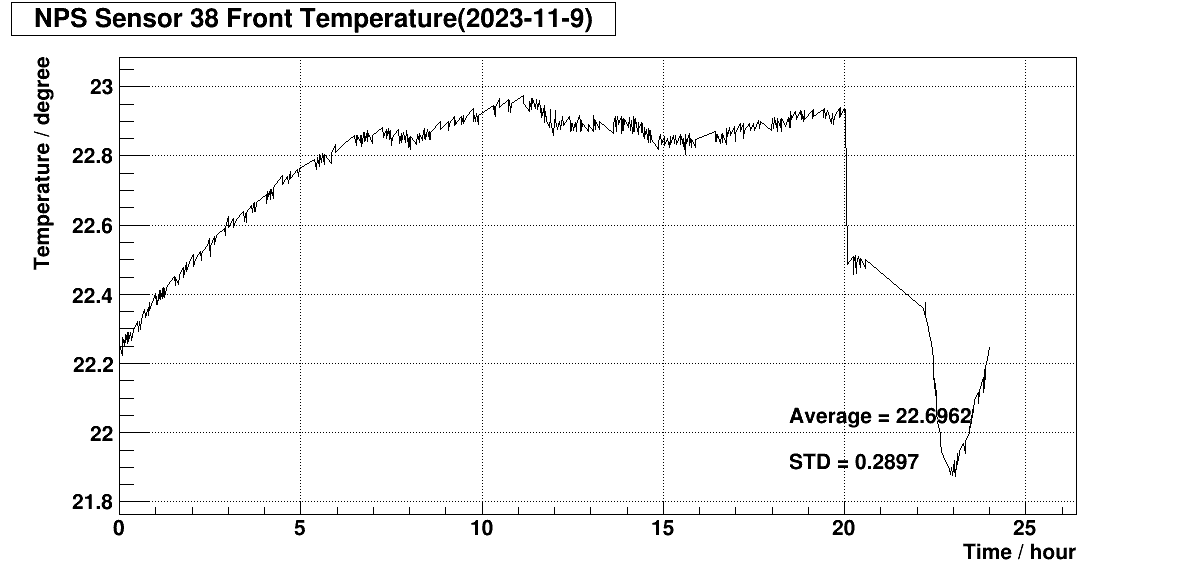 NPS Sensor 38 Front Temperature(2023-11-9)
Temperature / degree
23
22.8
22.6
22.4
22.2
22
21.8
Average = 22.6962
STD = 0.2897
0 5 10 15 20 25
Time / hour